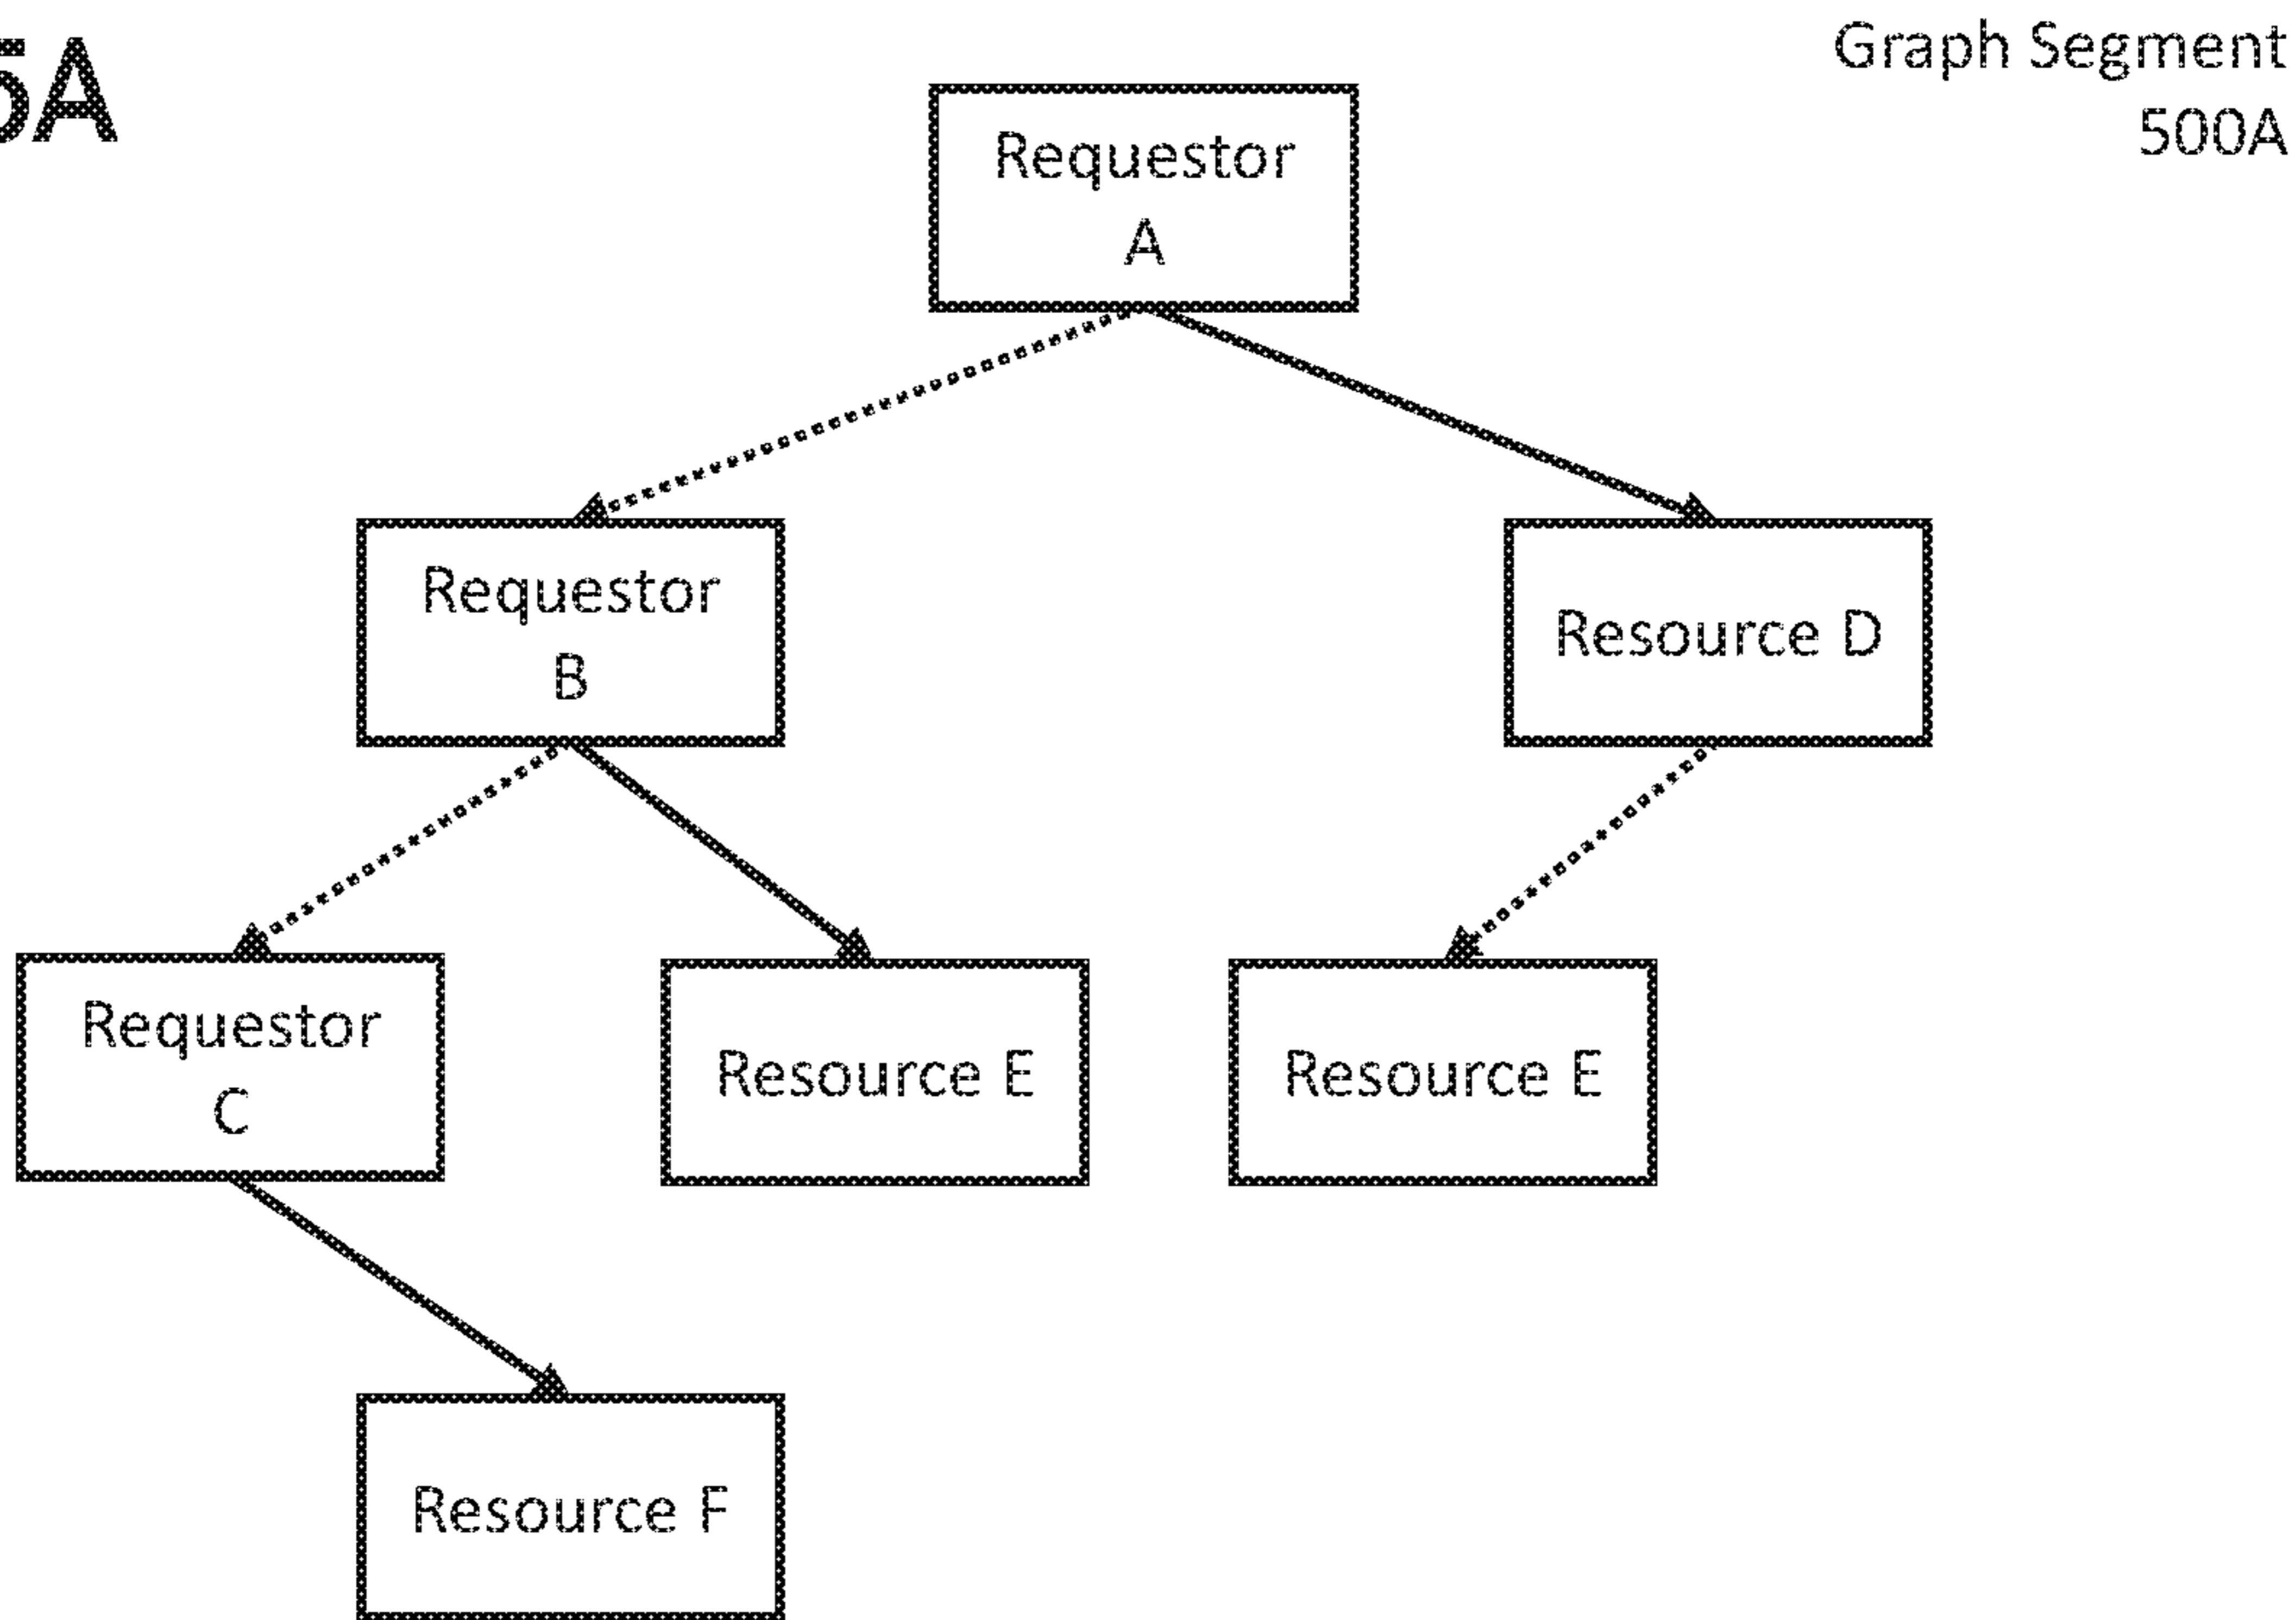 5A
Graph Segment
500A
Requestor
A
Requestor
B
Resource D
Requestor
C
Resource E
Resource E
Resource F